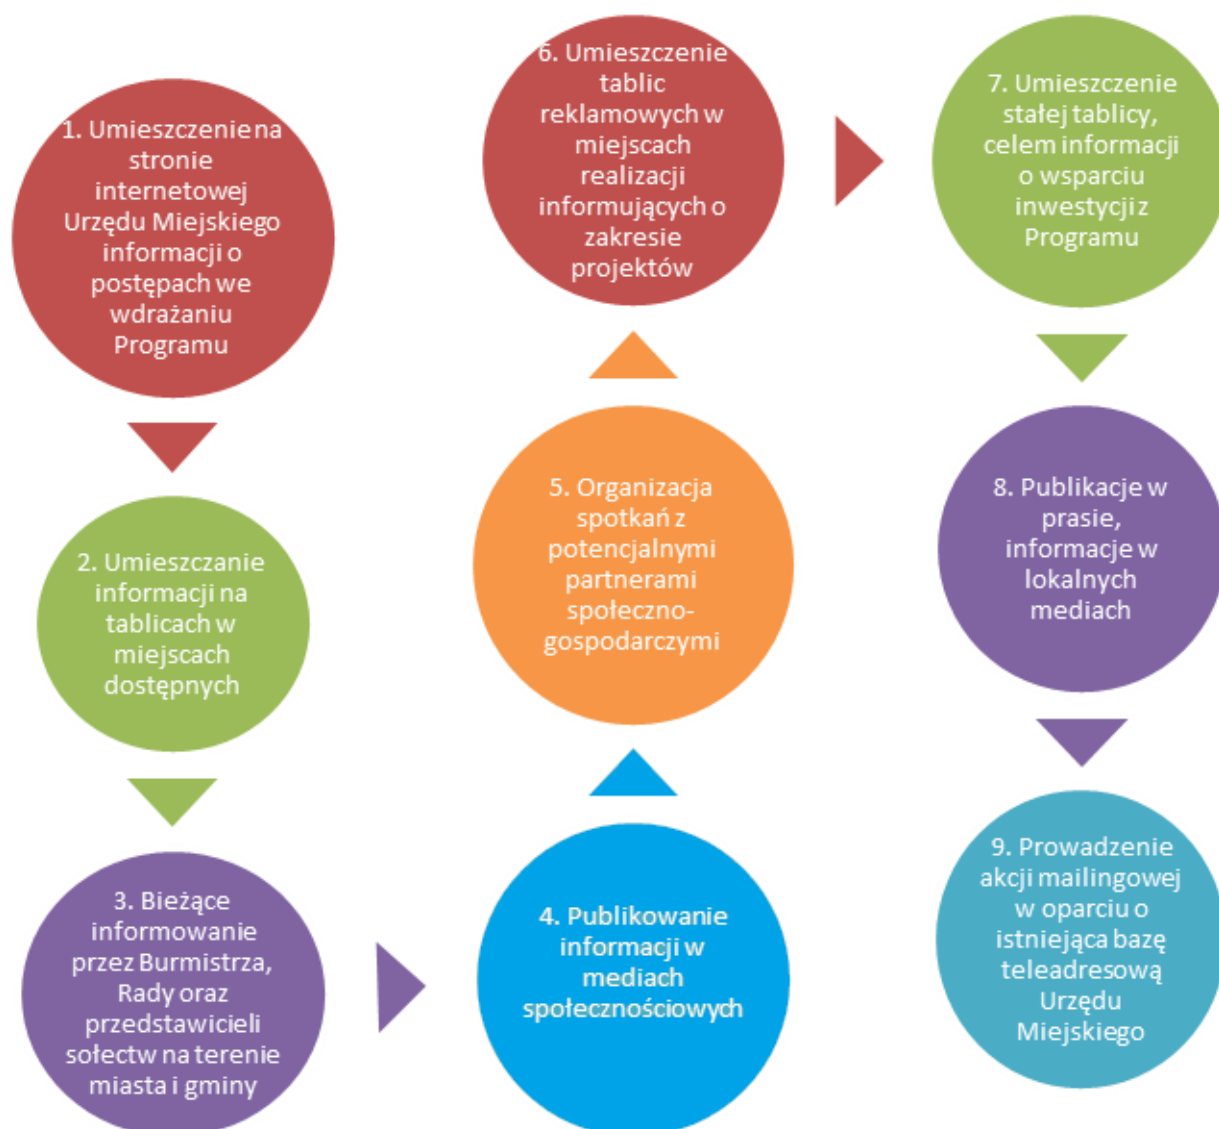 1. Umieszczenie na
stronie
internetowej
Urzędu Miejskiego
informacji o
postępach we
wdrażaniu
Programu
2. Umieszczanie
informacji na
tablicach w
miejscach
dostępnych
3. Bieżące
informowanie
przez Burmistrza,
Rady oraz
przedstawicieli
sołectw na terenie
miasta i gminy
4. Publikowanie
informacji w
mediach
społecznościowych
5. Organizacja
spotkań z
potencjalnymi
partnerami
społeczno-
gospodarczymi
6. Umieszczenie
tablic
reklamowych w
miejscach
realizacji
informujących o
zakresie
projektów
7. Umieszczenie
stałej tablicy,
celem informacji
o wsparciu
inwestycji z
Programu
8. Publikacje w
prasie,
informacje w
lokalnych
mediach
9. Prowadzenie
akcji mailingowej
w oparciu o
istniejąca bazę
teleadresową
Urzędu
Miejskiego